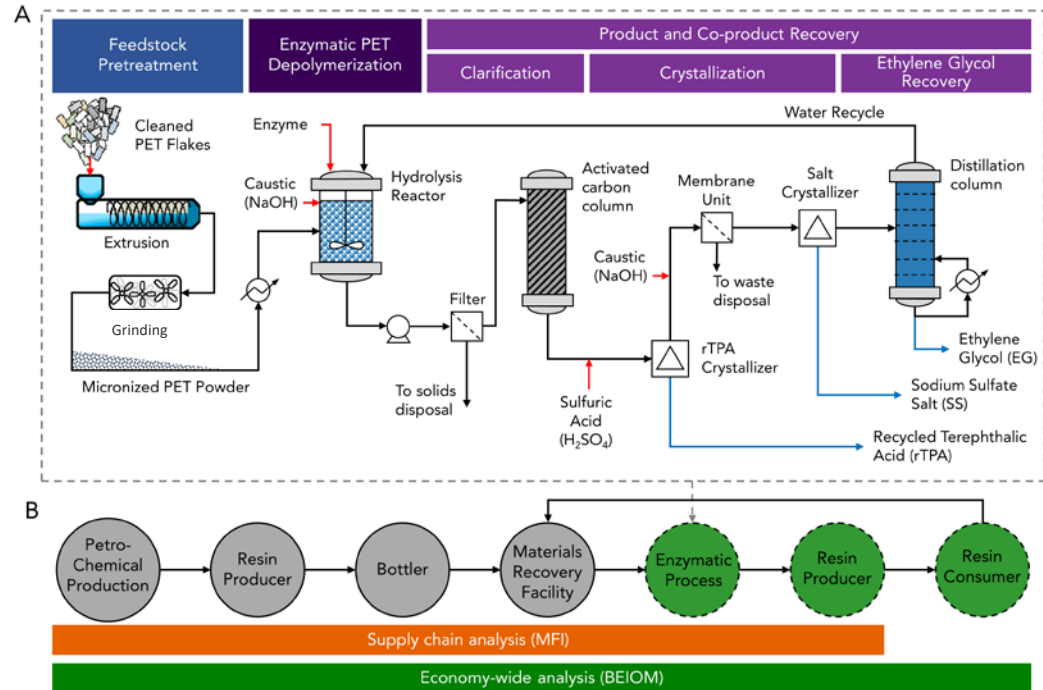 A
Feedstock
Pretreatment
Enzymatic PET
Depolymerization
Product and Co-product Recovery
Clarification
Crystallization
Ethylene Glycol
Recovery
Cleaned
PET Flakes
Extrusion
Grinding
Micronized PET Powder
Enzyme
Caustic
(NaOH)
Hydrolysis
Reactor
Filter
To solids
disposal
Activated
carbon
column
Sulfuric
Acid
(H₂SO₄)
Caustic
(NaOH)
Membrane
Unit
To waste
disposal
rTPA
Crystallizer
Salt
Crystallizer
Water Recycle
Distillation
column
Ethylene
Glycol (EG)
Sodium Sulfate
Salt (SS)
Recycled Terephthalic
Acid (rTPA)
B
Petro-
Chemical
Production
Resin
Producer
Bottler
Materials
Recovery
Facility
Enzymatic
Process
Resin
Producer
Resin
Consumer
Supply chain analysis (MFI)
Economy-wide analysis (BEIOM)